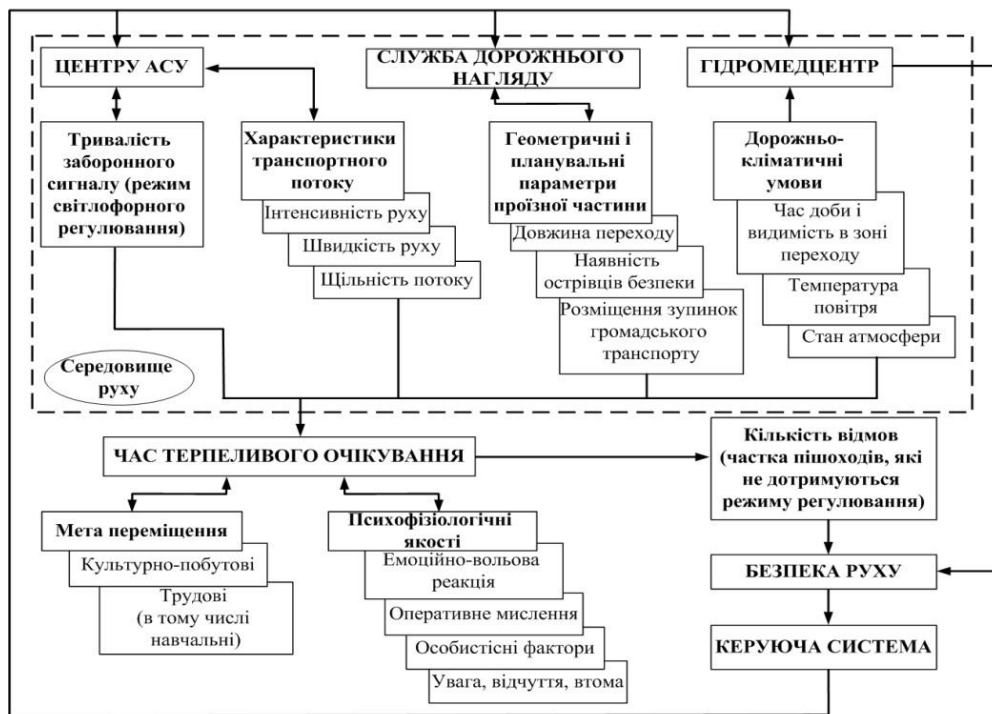 ЦЕНТРУ АСУ
СЛУЖБА ДОРОЖНЬОГО
НАГЛЯДУ
ГІДРОМЕДЦЕНТР
Тривалість
заборонного
сигналу (режим
світлофорного
регулювання)
Характеристики
транспортного
потоку
Інтенсивність руху
Швидкість руху
Щільність потоку
Геометричні і
планувальні
параметри
проїзної частини
Довжина переходу
Наявність
острівців безпеки
Розміщення зупинок
громадського
транспорту
Дорожньо-
кліматичні
умови
Час доби і
видимість в зоні
переходу
Температура
повітря
Стан атмосфери
Середовище
руху
ЧАС ТЕРПЕЛИВОГО ОЧІКУВАННЯ
Кількість відмов
(частка пішоходів, які
не дотримуються
режиму регулювання)
Мета переміщення
Культурно-побутові
Трудові
(в тому числі
навчальні)
Психофізіологічні
якості
Емоційно-вольова
реакція
Оперативне мислення
Особистісні фактори
Увага, відчуття, втома
БЕЗПЕКА РУХУ
КЕРУЮЧА СИСТЕМА